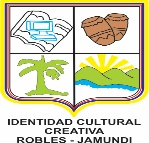 IDENTIDAD CULTURAL
CREATIVA
ROBLES - JAMUNDI